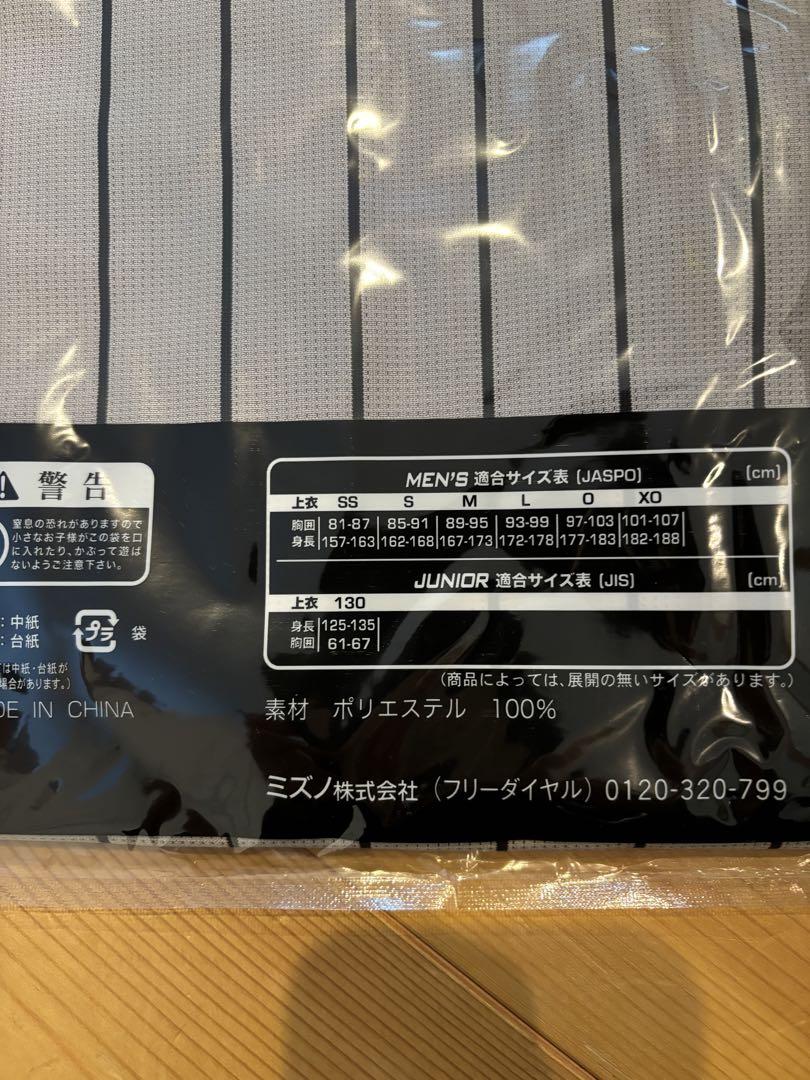 警告
窒息の恐れがありますので
小さなお子様がこの袋を口
に入れたり、かぶって遊ば
ないようご注意下さい。
：中紙
：台紙
プラ
袋
は中紙・台紙が
場合があります。）
DE IN CHINA
MEN'S 適合サイズ表 [JASPO] [cm]
上衣 SS S M L O XO
胸囲 81-87 85-91 89-95 93-99 97-103 101-107
身長 157-163 162-168 167-173 172-178 177-183 182-188
JUNIOR 適合サイズ表 [JIS] [cm]
上衣 130
身長 125-135
胸囲 61-67
（商品によっては、展開の無いサイズがあります。）
素材 ポリエステル 100%
ミズノ株式会社（フリーダイヤル）0120-320-799